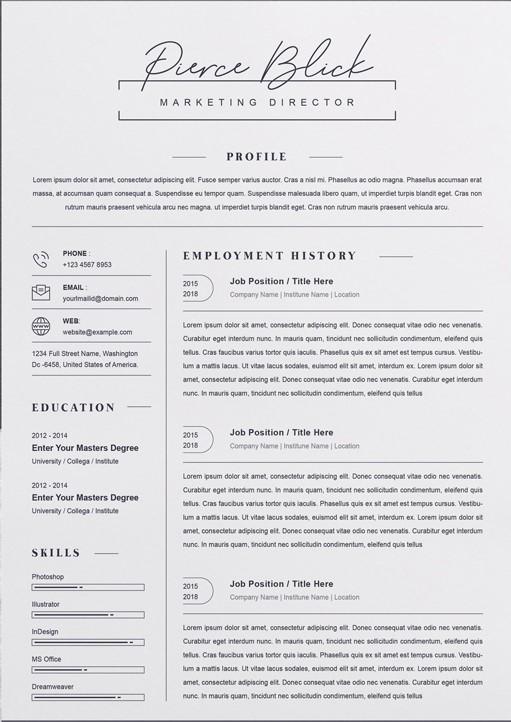 Pierce Blick
MARKETING DIRECTOR
PROFILE
Lorem ipsum dolor sit amet, consectetur adipiscing elit. Fusce semper varius auctor. Cras a nisl mi. Phasellus ac odio magna. Phasellus accumsan erat
massa, at accumsan quam consequat a. Suspendisse eu tempor quam. Suspendisse malesuada libero quam, ut imperdiet turpis blandit eget. Cras non
rutrum mauris praesent vehicula arcu nec magna. ut imperdiet turpis blandit eget. Cras non rutrum mauris praesent vehicula arcu.
PHONE :
+123 4567 8953
EMAIL :
yourlmailid@domain.com
WWW
WEB:
website@example.com
1234 Full Street Name, Washington
Dc -6458, United States of America.
EDUCATION
2012 - 2014
Enter Your Masters Degree
University / Collega / Institute
2012 - 2014
Enter Your Masters Degree
University / Collega / Institute
SKILLS
Photoshop
Illustrator
InDesign
MS Office
Dreamweaver
EMPLOYMENT HISTORY
2015
2018
Job Position / Title Here
Company Name | Institune Name | Location
Lorem ipsum dolor sit amet, consectetur adipiscing elit. Donec consequat vitae odio nec venenatis.
Curabitur eget interdum nunc. In mauris quam, tincidunt nec sollicitudin condimentum, eleifend quis
tellus. Cras faucibus varius tortor quis iaculis. Phasellus quis ex sit amet est tempus cursus. Vestibu-
lum a mattis lacus. Ut vitae lacus sodales, euismod elit sit amet, interdum ex. Lorem ipsum dolor sit
amet, consectetur adipiscing elit. Donec consequat vitae odio nec venenatis. Curabitur eget interdum
nunc. In mauris quam, tincidunt nec sollicitudin condimentum, eleifend quis tellus
2015
2018
Job Position / Title Here
Company Name | Institune Name | Location
Lorem ipsum dolor sit amet, consectetur adipiscing elit. Donec consequat vitae odio nec venenatis.
Curabitur eget interdum nunc. In mauris quam, tincidunt nec sollicitudin condimentum, eleifend quis
tellus. Cras faucibus varius tortor quis iaculis. Phasellus quis ex sit amet est tempus cursus. Vestibu-
lum a mattis lacus. Ut vitae lacus sodales, euismod elit sit amet, interdum ex. Lorem ipsum dolor sit
amet, consectetur adipiscing elit. Donec consequat vitae odio nec venenatis. Curabitur eget interdum
nunc. In mauris quam, tincidunt nec sollicitudin condimentum, eleifend quis tellus
2015
2018
Job Position / Title Here
Company Name | Institune Name | Location
Lorem ipsum dolor sit amet, consectetur adipiscing elit. Donec consequat vitae odio nec venenatis.
Curabitur eget interdum nunc. In mauris quam, tincidunt nec sollicitudin condimentum, eleifend quis
tellus. Cras faucibus varius tortor quis iaculis. Phasellus quis ex sit amet est tempus cursus. Vestibu-
lum a mattis lacus. Ut vitae lacus sodales, euismod elit sit amet, interdum ex. Lorem ipsum dolor sit
amet, consectetur adipiscing elit. Donec consequat vitae odio nec venenatis. Curabitur eget interdum
nunc. In mauris quam, tincidunt nec sollicitudin condimentum, eleifend quis tellus